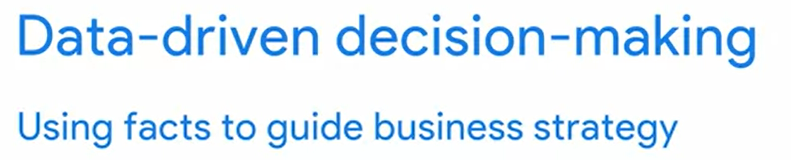 Data-driven decision-making
Using facts to guide business strategy